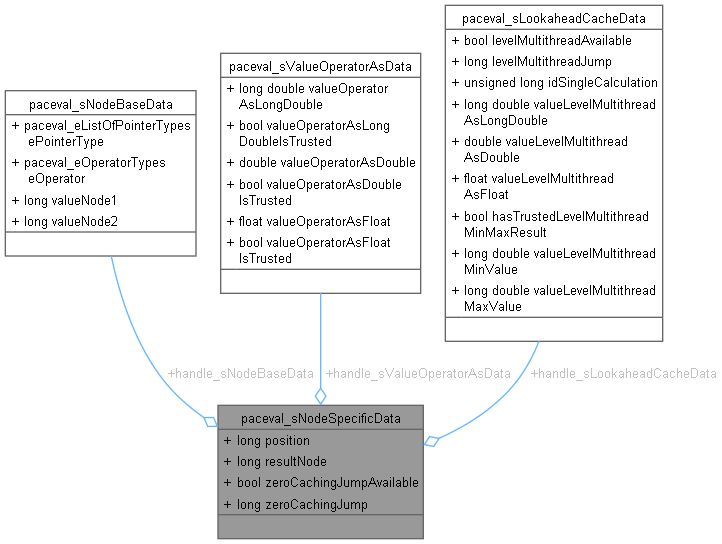 paceval_sNodeBaseData
+ paceval_eListOfPointerTypes
ePointerType
+ paceval_eOperatorTypes
eOperator
+ long valueNode1
+ long valueNode2
paceval_sValueOperatorAsData
+ long double valueOperator
AsLongDouble
+ bool valueOperatorAsLong
DoubleIsTrusted
+ double valueOperatorAsDouble
+ bool valueOperatorAsDouble
IsTrusted
+ float valueOperatorAsFloat
+ bool valueOperatorAsFloat
IsTrusted
paceval_sLookaheadCacheData
+ bool levelMultithreadAvailable
+ long levelMultithreadJump
+ unsigned long idSingleCalculation
+ long double valueLevelMultithread
AsLongDouble
+ double valueLevelMultithread
AsDouble
+ float valueLevelMultithread
AsFloat
+ bool hasTrustedLevelMultithread
MinMaxResult
+ long double valueLevelMultithread
MinValue
+ long double valueLevelMultithread
MaxValue
+handle_sNodeBaseData
+handle_sValueOperatorAsData
+handle_sLookaheadCacheData
paceval_sNodeSpecificData
+ long position
+ long resultNode
+ bool zeroCachingJumpAvailable
+ long zeroCachingJump